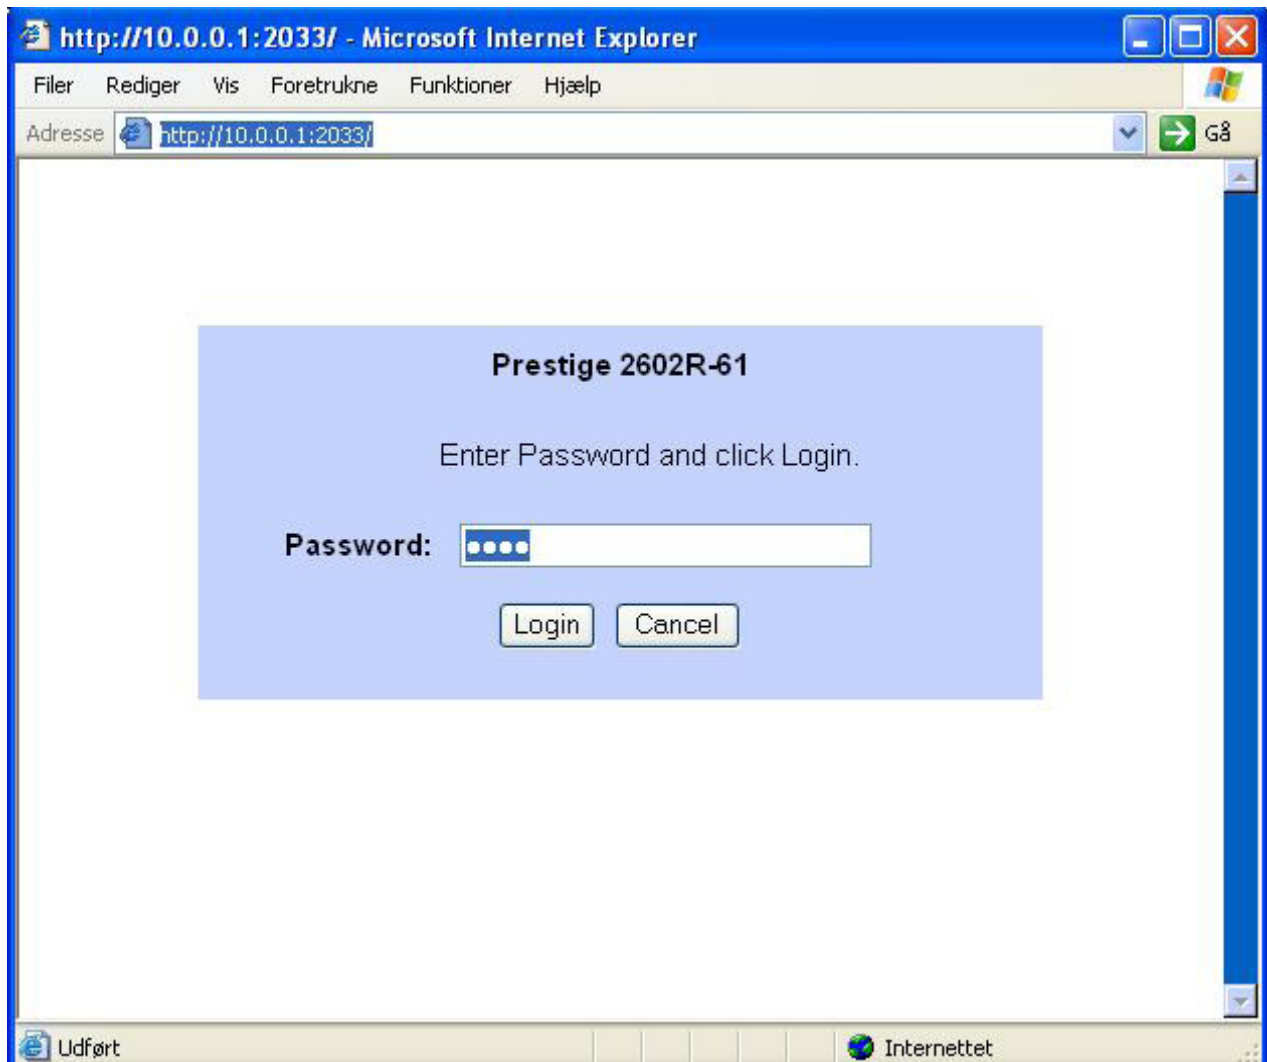 http://10.0.0.1:2033/ - Microsoft Internet Explorer
Filer Rediger Vis Foretrukne Funktioner Hjælp
Adresse http://10.0.0.1:2033/ Gå
Prestige 2602R-61
Enter Password and click Login.
Password: ••••
Login Cancel
Udført Internettet